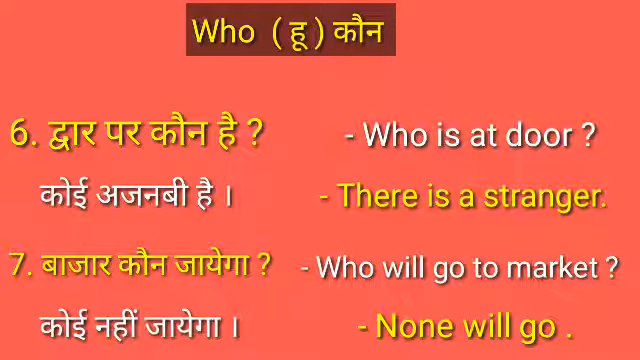 Who ( हू ) कौन
6. द्वार पर कौन है ? - Who is at door ?
कोई अजनबी है । - There is a stranger.
7. बाजार कौन जायेगा ? - Who will go to market ?
कोई नहीं जायेगा । - None will go .